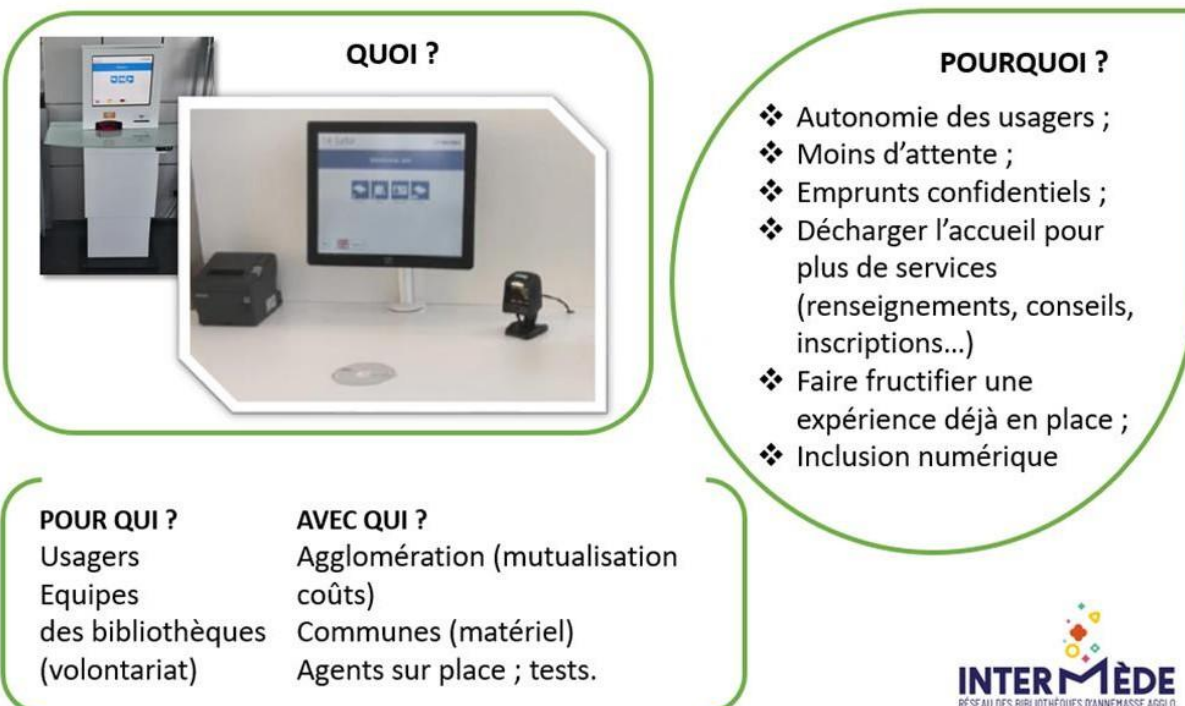 QUOI ?
POURQUOI ?
❖ Autonomie des usagers ;
❖ Moins d'attente ;
❖ Emprunts confidentiels ;
❖ Décharger l'accueil pour
plus de services
(renseignements, conseils,
inscriptions...)
❖ Faire fructifier une
expérience déjà en place ;
❖ Inclusion numérique
POUR QUI ?
Usagers
Equipes
des bibliothèques
(volontariat)
AVEC QUI ?
Agglomération (mutualisation
coûts)
Communes (matériel)
Agents sur place ; tests.
INTERMÈDE
RÉSEAU DES BIBLIOTHÈQUES D'ANNEMASSE AGGLO